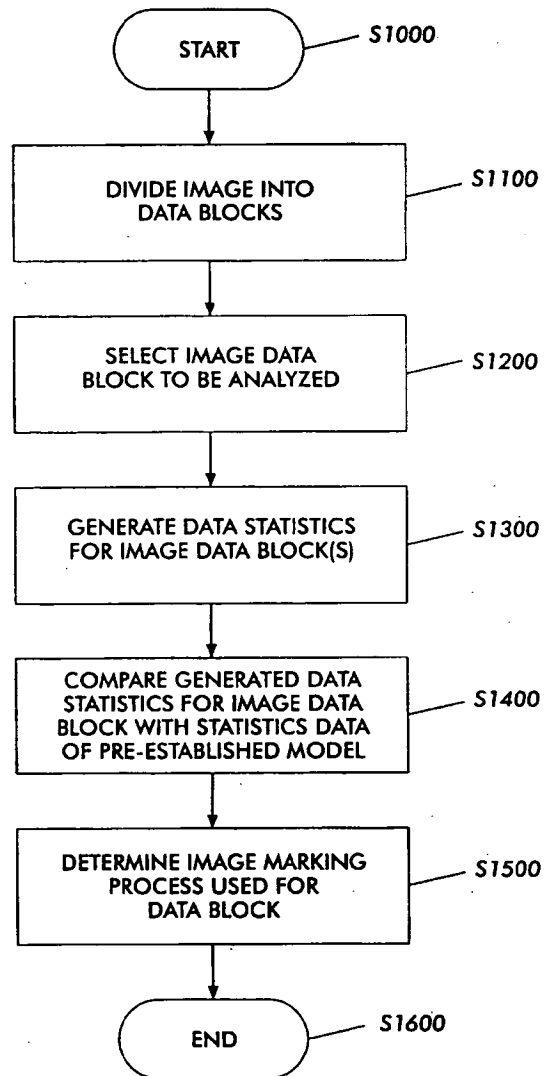 START
S1000
DIVIDE IMAGE INTO
DATA BLOCKS
S1100
SELECT IMAGE DATA
BLOCK TO BE ANALYZED
S1200
GENERATE DATA STATISTICS
FOR IMAGE DATA BLOCK(S)
S1300
COMPARE GENERATED DATA
STATISTICS FOR IMAGE DATA
BLOCK WITH STATISTICS DATA
OF PRE-ESTABLISHED MODEL
S1400
DETERMINE IMAGE MARKING
PROCESS USED FOR
DATA BLOCK
S1500
END
S1600